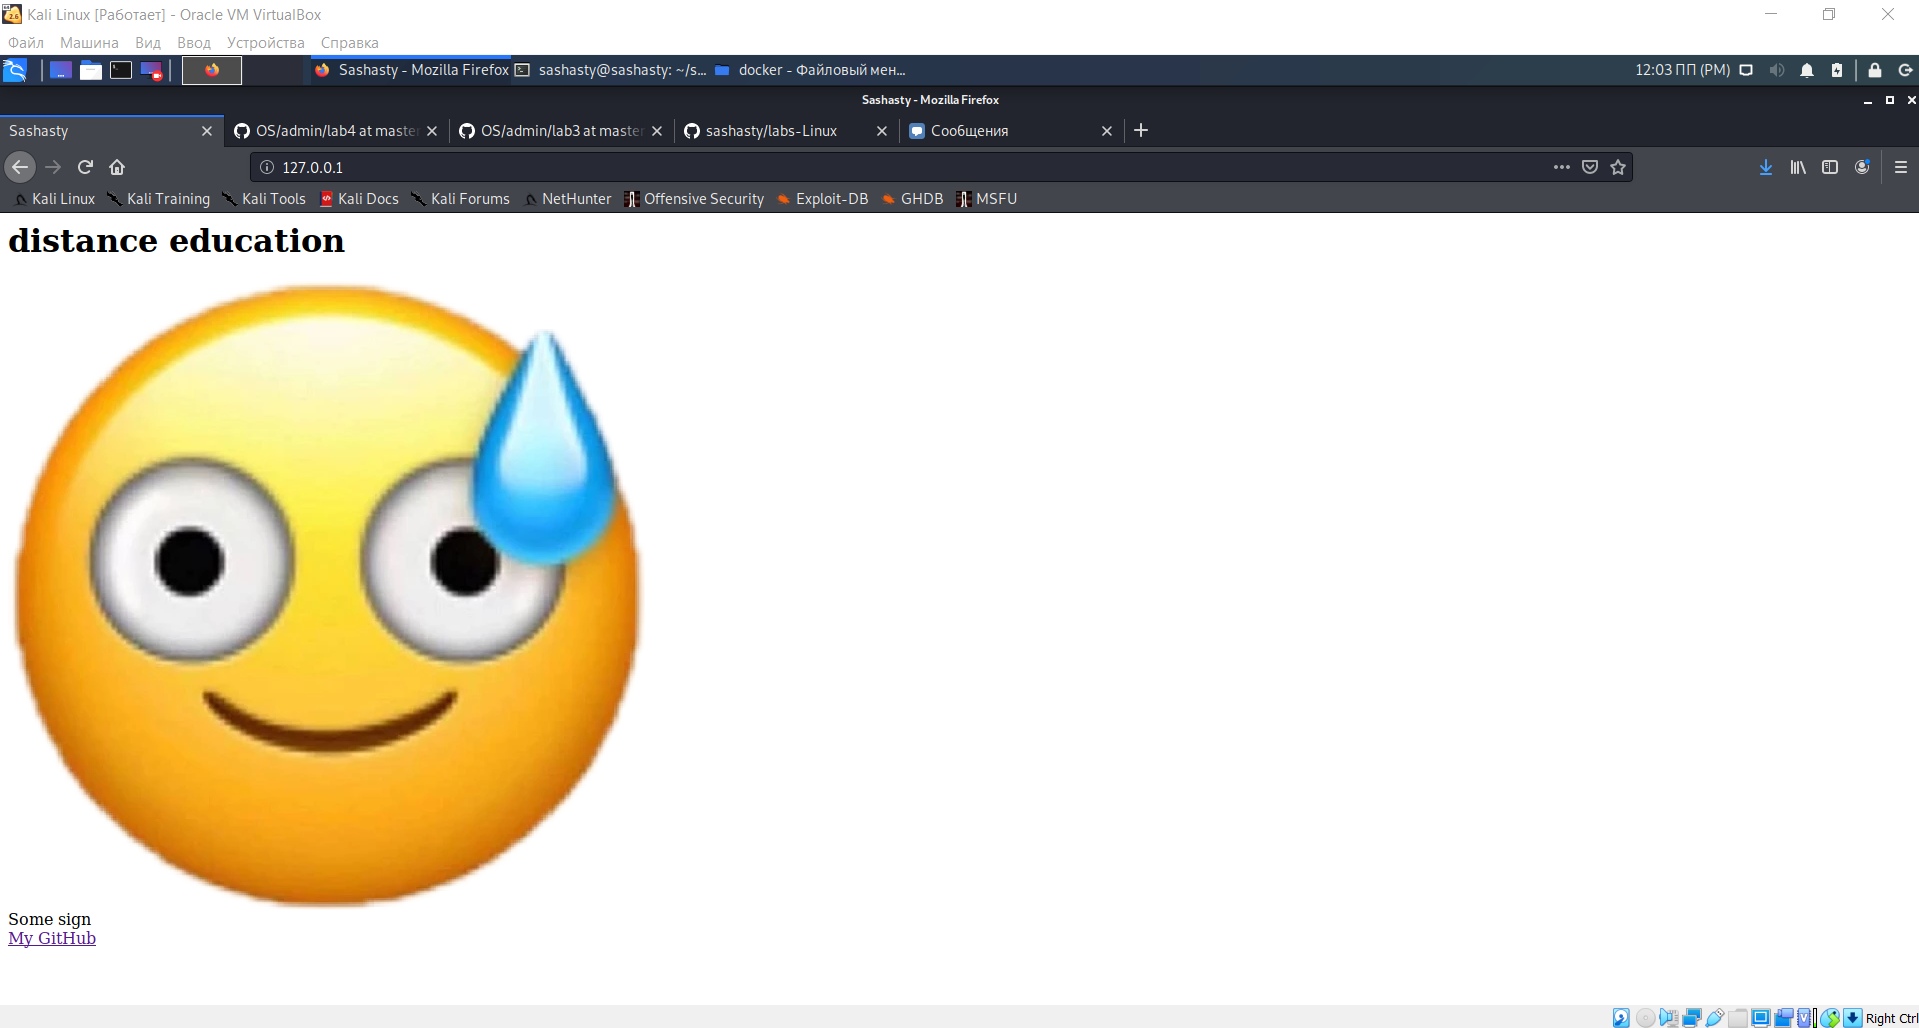 Kali Linux [Работает] - Oracle VM VirtualBox
Файл Машина Вид Ввод Устройства Справка
Sashasty - Mozilla Firefox sashasty@sashasty: ~/s... docker - Файловый мен... 12:03 ПП (PM)
Sashasty - Mozilla Firefox
Sashasty OS/admin/lab4 at master OS/admin/lab3 at master sashasty/labs-Linux Сообщения
127.0.0.1
Kali Linux Kali Training Kali Tools Kali Docs Kali Forums NetHunter Offensive Security Exploit-DB GHDB MSFU
distance education
Some sign
My GitHub
Right Ctrl